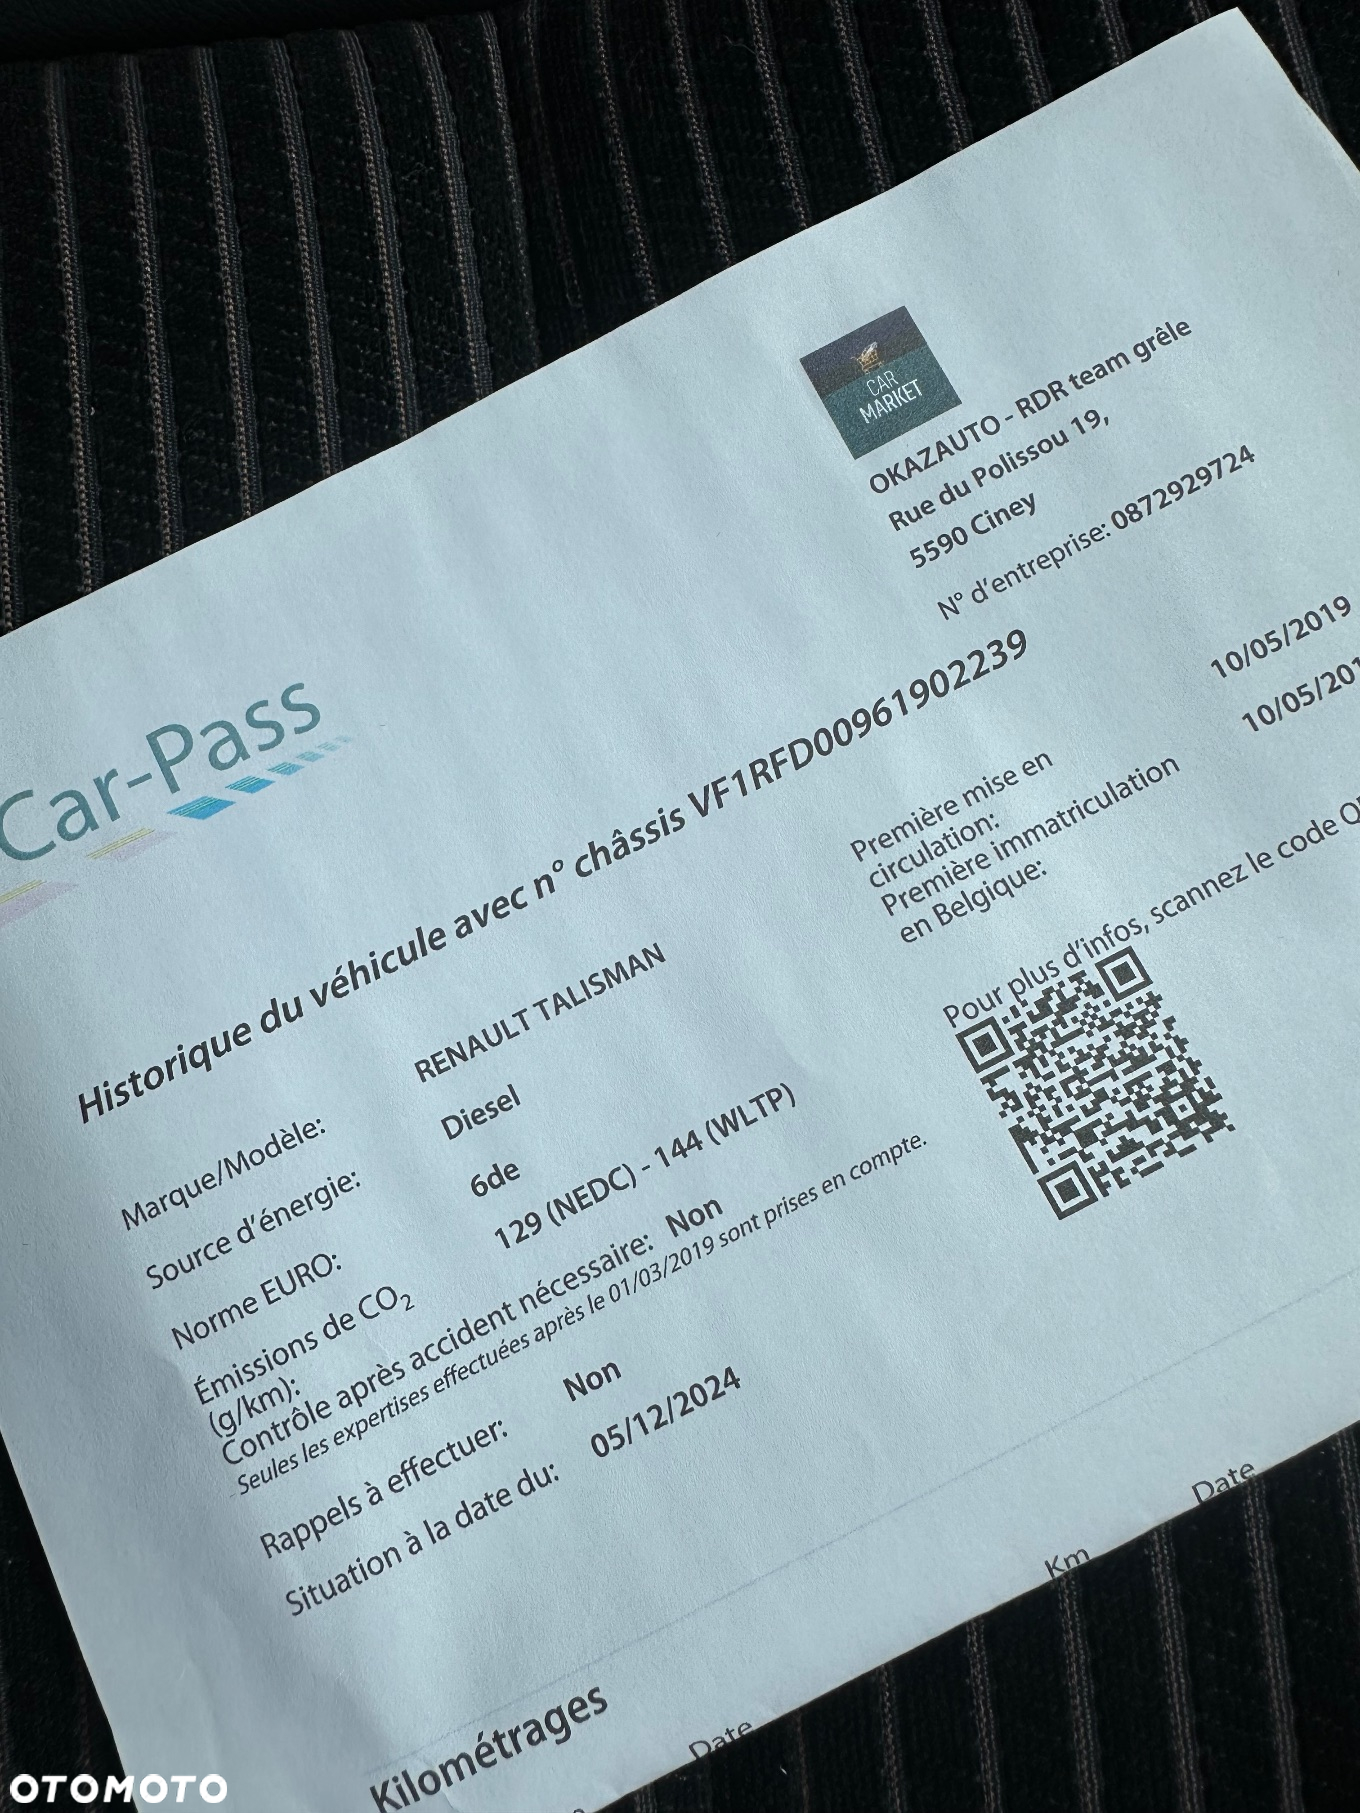 CAR
MARKET
OKAZAUTO - RDR team grêle
Rue du Polissou 19,
5590 Ciney
N° d'entreprise: 0872929724
Car-Pass
Historique du véhicule avec n° châssis VF1RFD00961902239
Marque/Modèle: RENAULT TALISMAN
Source d'énergie: Diesel
Norme EURO: 6de
Émissions de CO2
(g/km): 129 (NEDC) - 144 (WLTP)
Contrôle après accident nécessaire: Non
Seules les expertises effectuées après le 01/03/2019 sont prises en compte.
Rappels à effectuer: Non
Situation à la date du: 05/12/2024
Première mise en
circulation: 10/05/2019
Première immatriculation
en Belgique: 10/05/201
Pour plus d'infos, scannez le code Q
Kilométrages
Date Km Date
OTOMOTO